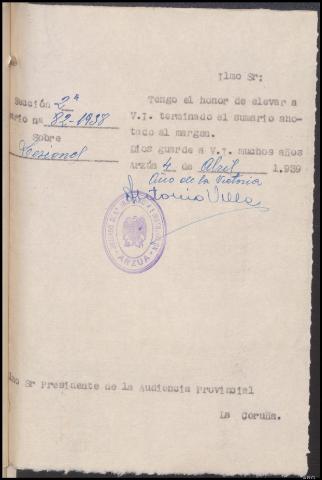 Ilmo Sr:
Sección 2ª
ario nº 82-1938
Sobre
Lesiones
Tengo el honor de elevar a
V.I. terminado el sumario ano-
tado al margen.
Dios guarde a V.I. muchos años
Arzúa 4 de Abril 1.939
Año de la Victoria
Antonio Villa
ARZUA
lmo Sr Presidente de la Audiencia Provincial
La Coruña.